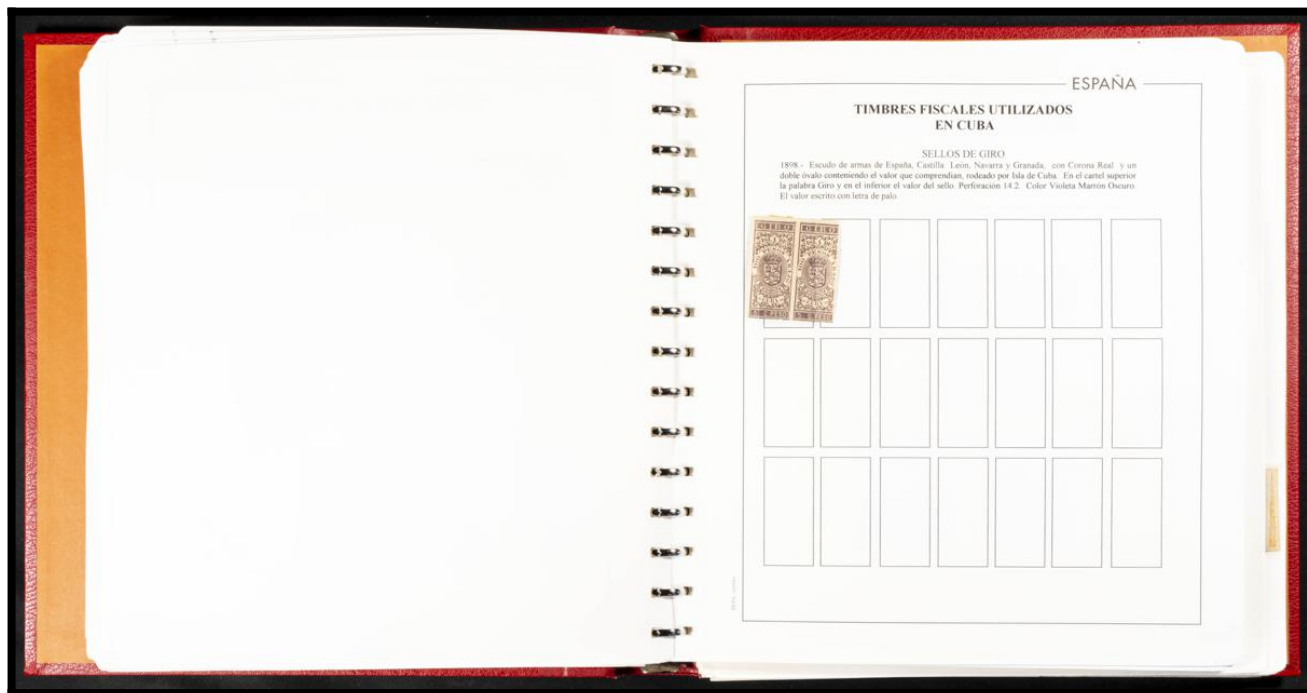 ESPAÑA
TIMBRES FISCALES UTILIZADOS
EN CUBA
SELLOS DE GIRO
1898.- Escudo de armas de España, Castilla León, Navarra y Granada, con Corona Real y un
doble óvalo conteniendo el valor que comprendian, rodeado por Isla de Cuba. En el cartel superior
la palabra Giro y en el inferior el valor del sello. Perforación 14.2. Color Violeta Marrón Oscuro.
El valor escrito con letra de palo
GIRO GIRO
PESO PESO